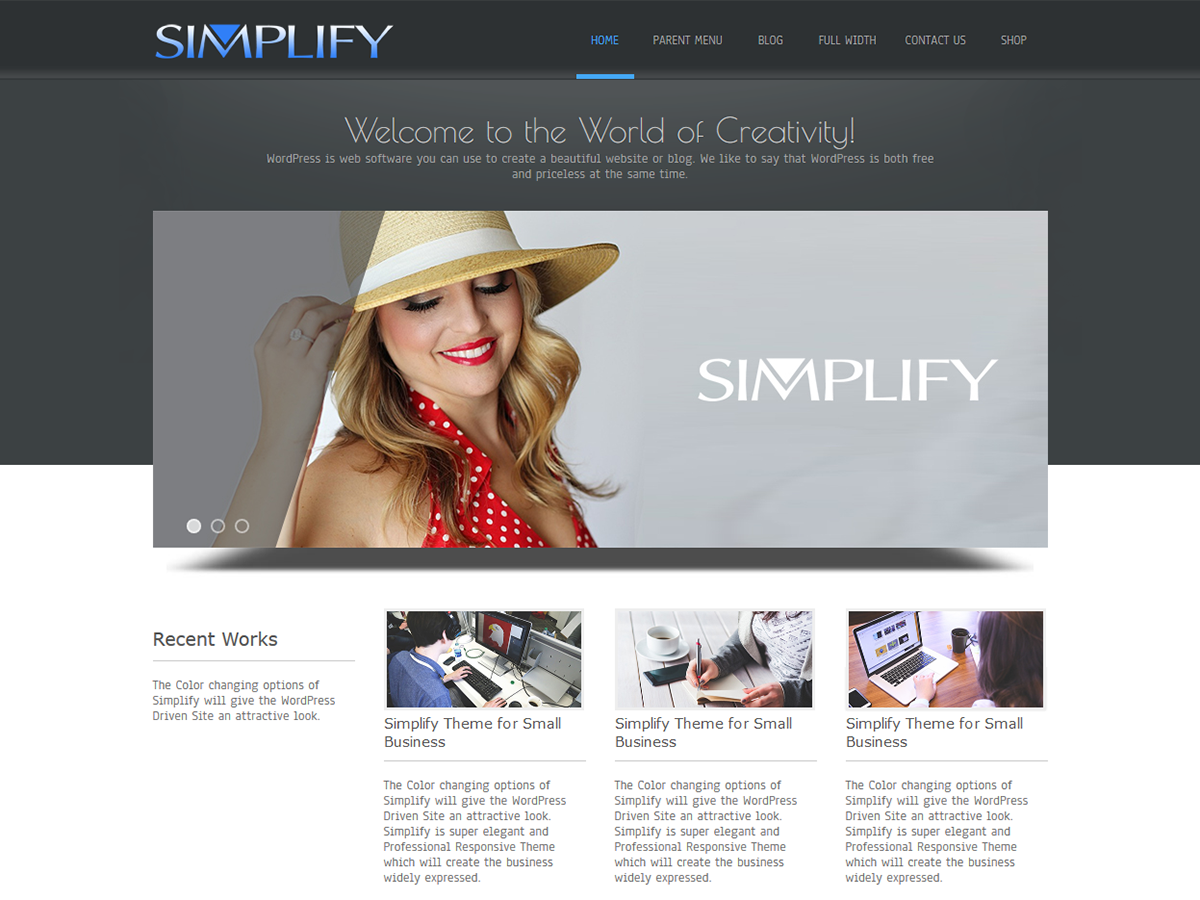 SIMPLIFY
HOME PARENT MENU BLOG FULL WIDTH CONTACT US SHOP
Welcome to the World of Creativity!
WordPress is web software you can use to create a beautiful website or blog. We like to say that WordPress is both free
and priceless at the same time.
SIMPLIFY
Recent Works
The Color changing options of
Simplify will give the WordPress
Driven Site an attractive look.
Simplify Theme for Small
Business
The Color changing options of
Simplify will give the WordPress
Driven Site an attractive look.
Simplify is super elegant and
Professional Responsive Theme
which will create the business
widely expressed.
Simplify Theme for Small
Business
The Color changing options of
Simplify will give the WordPress
Driven Site an attractive look.
Simplify is super elegant and
Professional Responsive Theme
which will create the business
widely expressed.
Simplify Theme for Small
Business
The Color changing options of
Simplify will give the WordPress
Driven Site an attractive look.
Simplify is super elegant and
Professional Responsive Theme
which will create the business
widely expressed.